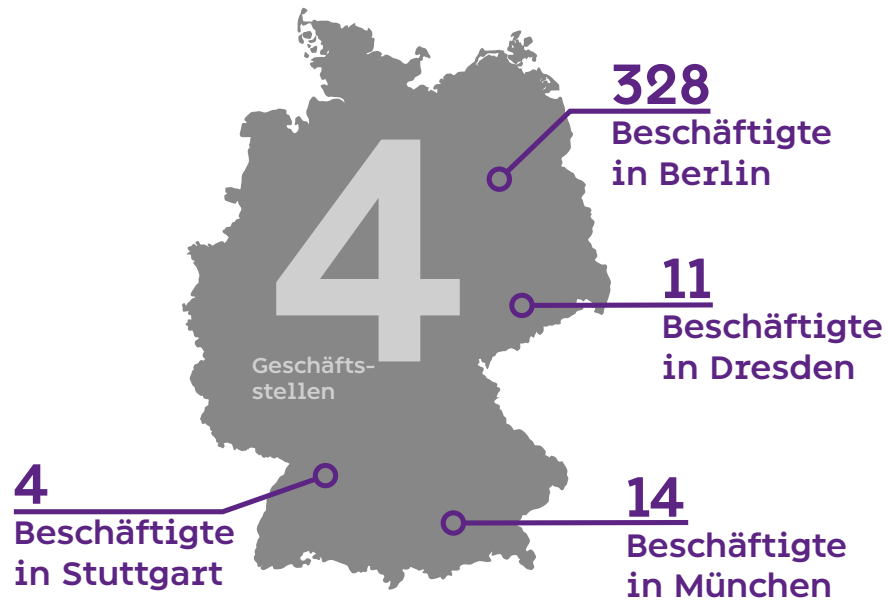 328
Beschäftigte
in Berlin
4
Geschäfts-
stellen
11
Beschäftigte
in Dresden
4
Beschäftigte
in Stuttgart
14
Beschäftigte
in München